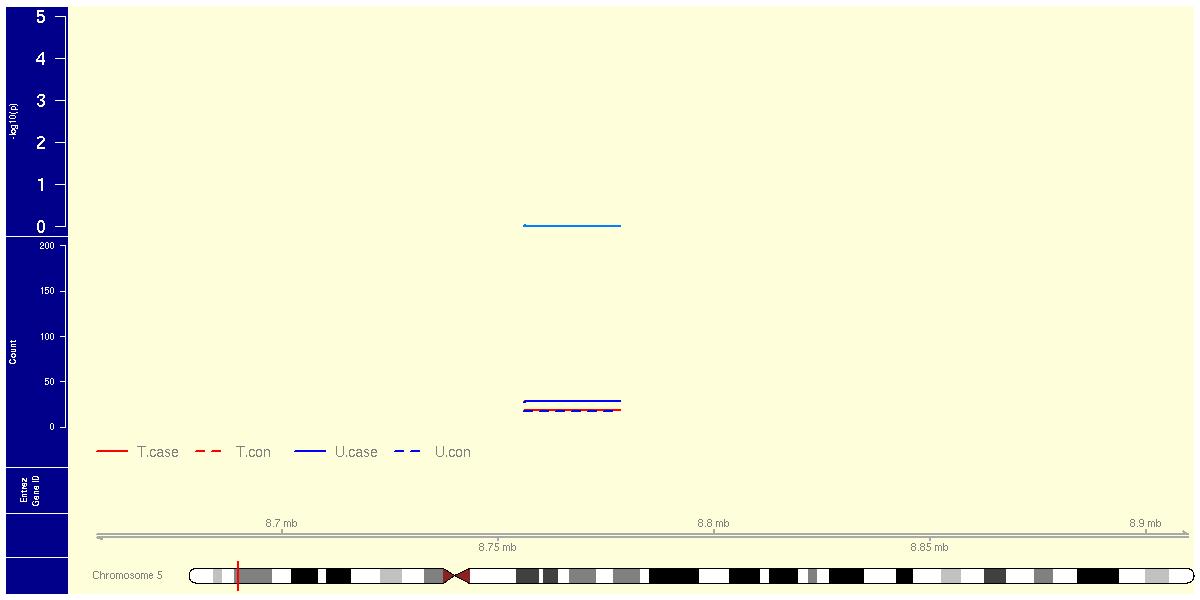 5
4
3
2
1
0
-log10(p)
200
150
100
50
0
Count
T.case T.con U.case U.con
Entrez
Gene ID
8.7 mb 8.8 mb 8.9 mb
8.75 mb 8.85 mb
Chromosome 5